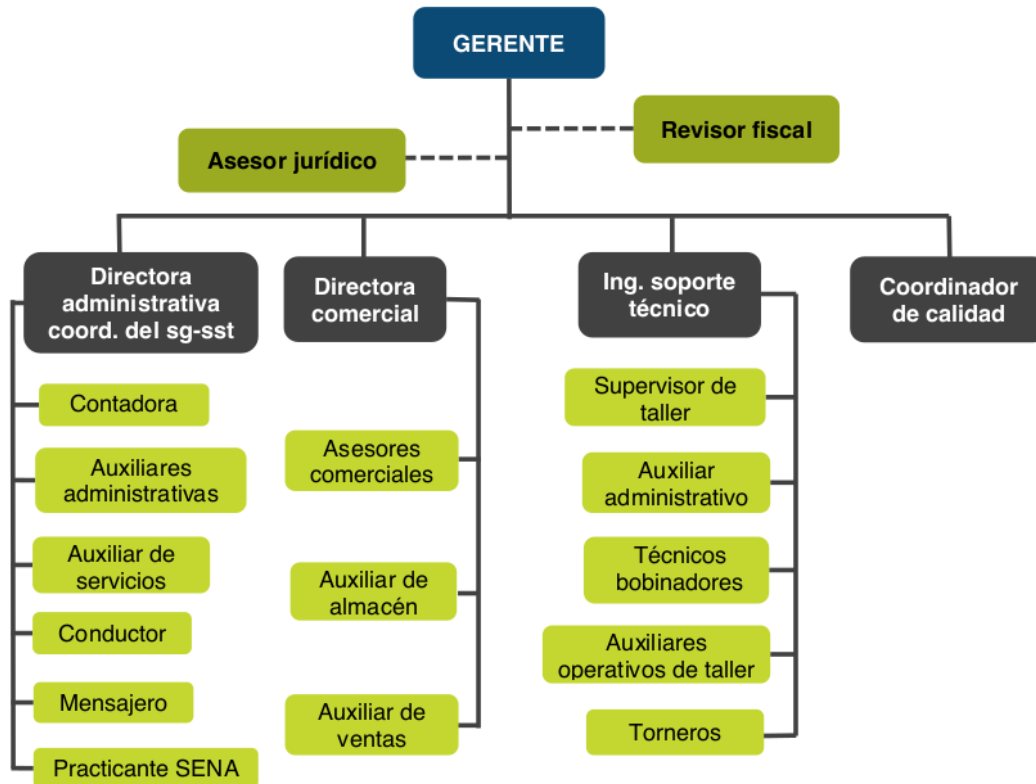 GERENTE
Revisor fiscal
Asesor jurídico
Directora
administrativa
coord. del sg-sst
Contadora
Auxiliares
administrativas
Auxiliar de
servicios
Conductor
Mensajero
Practicante SENA
Directora
comercial
Asesores
comerciales
Auxiliar de
almacén
Auxiliar de
ventas
Ing. soporte
técnico
Supervisor de
taller
Auxiliar
administrativo
Técnicos
bobinadores
Auxiliares
operativos de taller
Torneros
Coordinador
de calidad